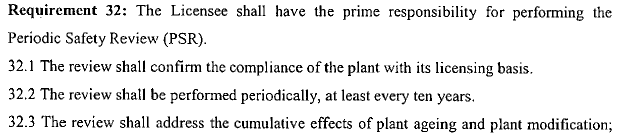 Requirement 32: The Licensee shall have the prime responsibility for performing the
Periodic Safety Review (PSR).
32.1 The review shall confirm the compliance of the plant with its licensing basis.
32.2 The review shall be performed periodically, at least every ten years.
32.3 The review shall address the cumulative effects of plant ageing and plant modification;